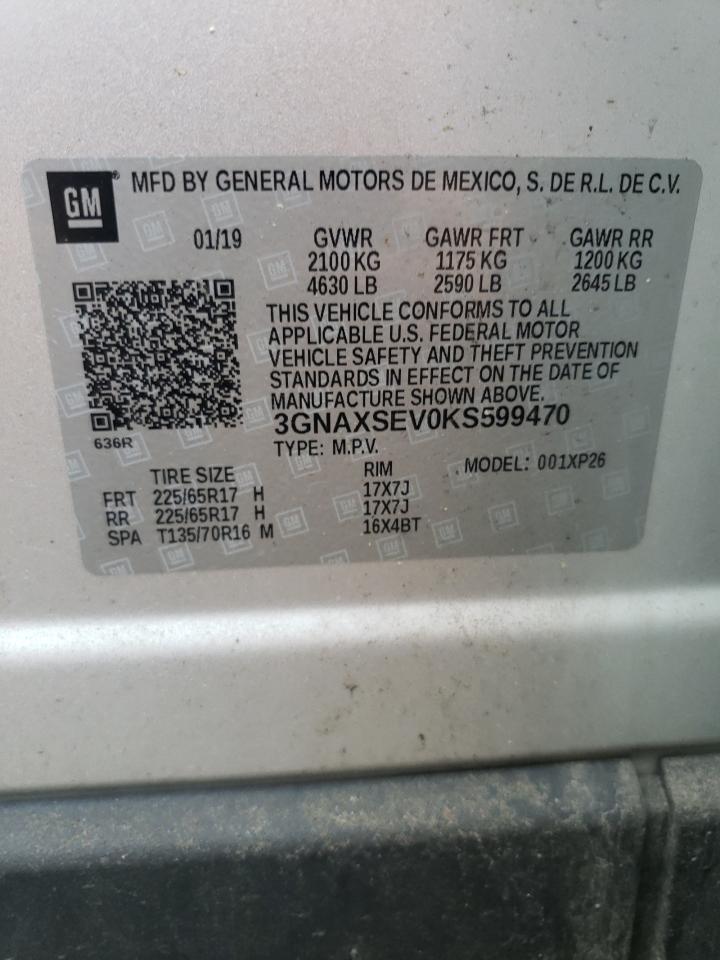 GM® MFD BY GENERAL MOTORS DE MEXICO, S. DE R.L. DE C.V.
01/19 GVWR GAWR FRT GAWR RR
2100 KG 1175 KG 1200 KG
4630 LB 2590 LB 2645 LB
THIS VEHICLE CONFORMS TO ALL
APPLICABLE U.S. FEDERAL MOTOR
VEHICLE SAFETY AND THEFT PREVENTION
STANDARDS IN EFFECT ON THE DATE OF
MANUFACTURE SHOWN ABOVE.
3GNAXSEV0KS599470
636R
TYPE: M.P.V.
TIRE SIZE RIM MODEL: 001XP26
FRT 225/65R17 H 17X7J
RR 225/65R17 H 17X7J
SPA T135/70R16 M 16X4BT